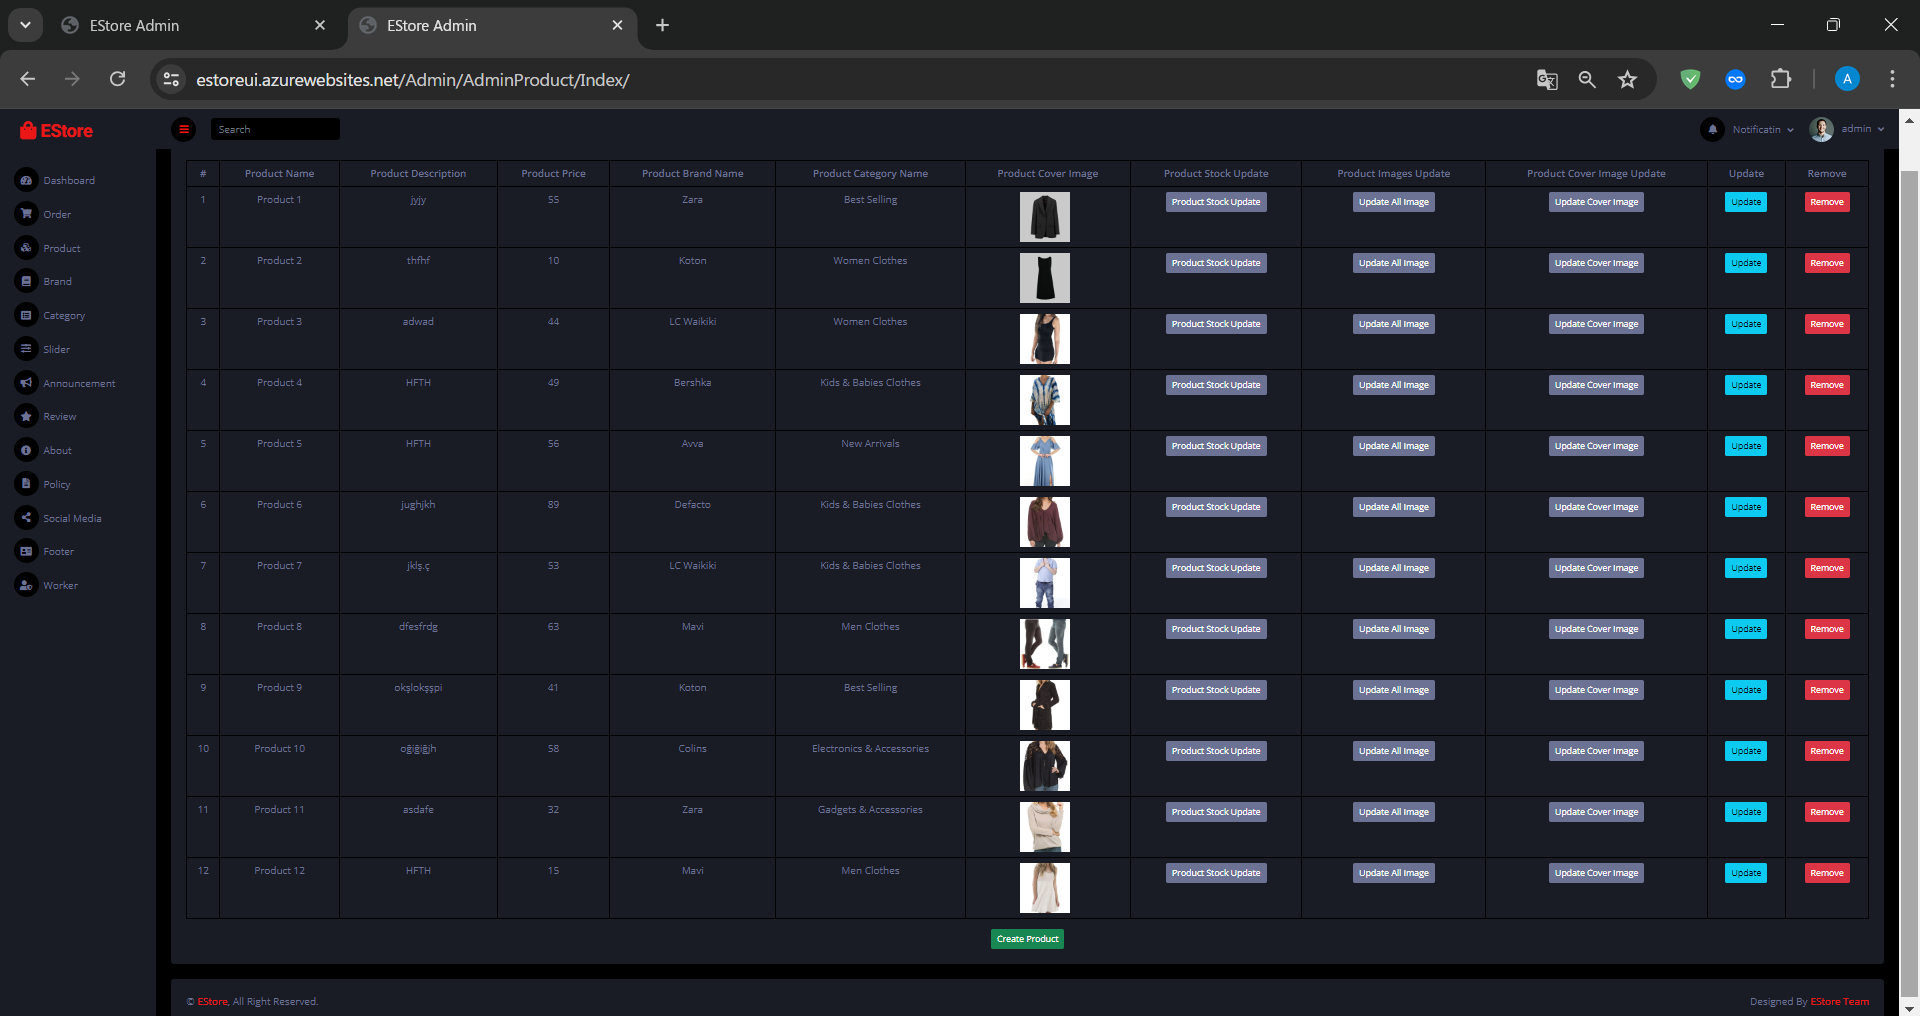 EStore Admin
EStore Admin
estoreui.azurewebsites.net/Admin/AdminProduct/Index/
A
EStore
Search
Notificatin
admin
Dashboard
Order
Product
Brand
Category
Slider
Announcement
Review
About
Policy
Social Media
Footer
Worker
# Product Name Product Description Product Price Product Brand Name Product Category Name Product Cover Image Product Stock Update Product Images Update Product Cover Image Update Update Remove
1 Product 1 jyjy 55 Zara Best Selling Product Stock Update Update All Image Update Cover Image Update Remove
2 Product 2 thfhf 10 Koton Women Clothes Product Stock Update Update All Image Update Cover Image Update Remove
3 Product 3 adwad 44 LC Waikiki Women Clothes Product Stock Update Update All Image Update Cover Image Update Remove
4 Product 4 HFTH 49 Bershka Kids & Babies Clothes Product Stock Update Update All Image Update Cover Image Update Remove
5 Product 5 HFTH 56 Avva New Arrivals Product Stock Update Update All Image Update Cover Image Update Remove
6 Product 6 jughjkh 89 Defacto Kids & Babies Clothes Product Stock Update Update All Image Update Cover Image Update Remove
7 Product 7 jklş.ç 53 LC Waikiki Kids & Babies Clothes Product Stock Update Update All Image Update Cover Image Update Remove
8 Product 8 dfesfrdg 63 Mavi Men Clothes Product Stock Update Update All Image Update Cover Image Update Remove
9 Product 9 okşlokşşpi 41 Koton Best Selling Product Stock Update Update All Image Update Cover Image Update Remove
10 Product 10 oğiğiğjh 58 Colins Electronics & Accessories Product Stock Update Update All Image Update Cover Image Update Remove
11 Product 11 asdafe 32 Zara Gadgets & Accessories Product Stock Update Update All Image Update Cover Image Update Remove
12 Product 12 HFTH 15 Mavi Men Clothes Product Stock Update Update All Image Update Cover Image Update Remove
Create Product
© EStore, All Right Reserved.
Designed By EStore Team